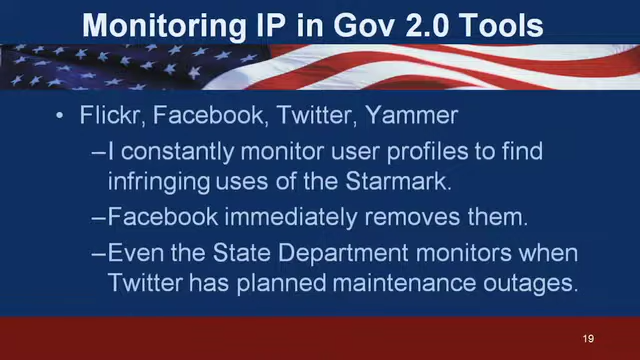 Monitoring IP in Gov 2.0 Tools
• Flickr, Facebook, Twitter, Yammer
–I constantly monitor user profiles to find
infringing uses of the Starmark.
–Facebook immediately removes them.
–Even the State Department monitors when
Twitter has planned maintenance outages.
19